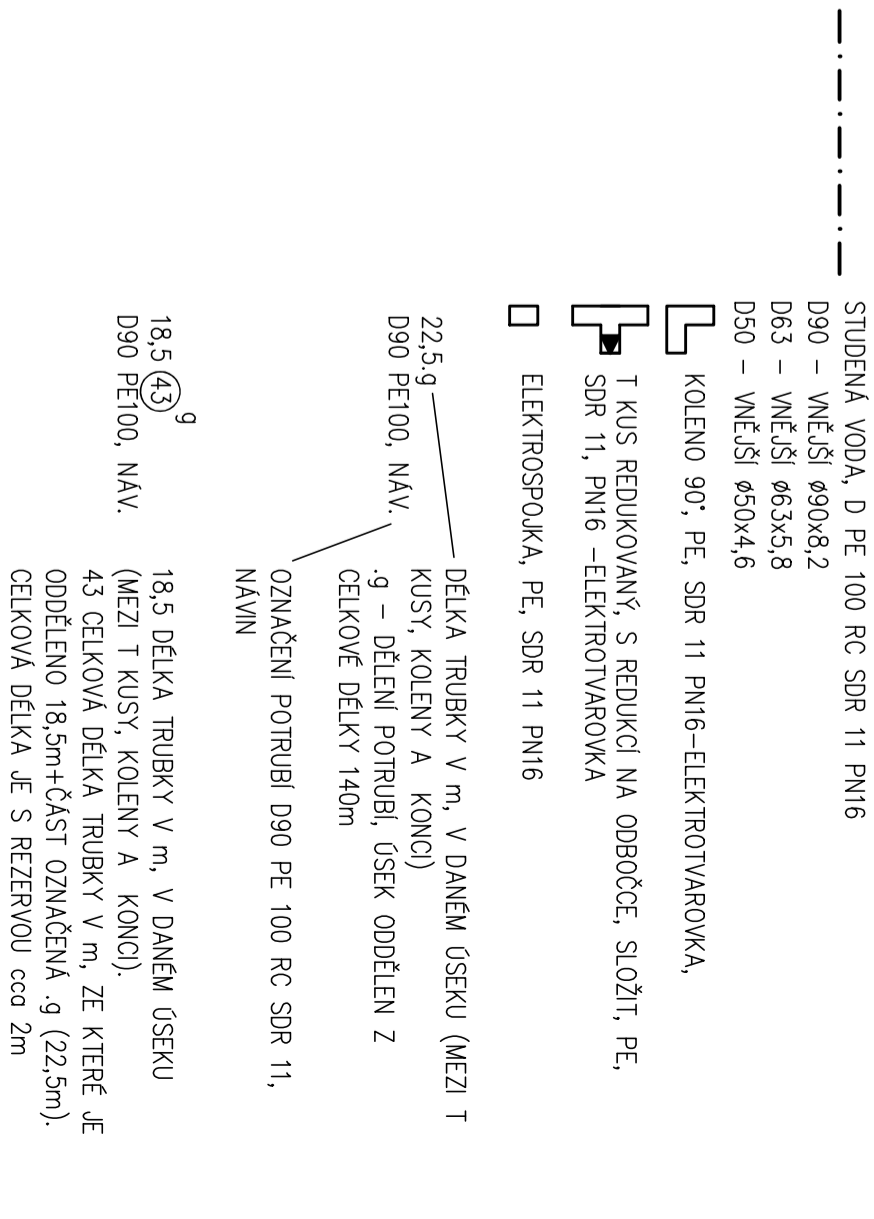 STUDENÁ VODA, D PE 100 RC SDR 11 PN16
D90 – VNĚJŠÍ ø90x8,2
D63 – VNĚJŠÍ ø63x5,8
D50 – VNĚJŠÍ ø50x4,6
KOLENO 90°, PE, SDR 11 PN16–ELEKTROTVAROVKA,
T KUS REDUKOVANÝ, S REDUKCÍ NA ODBOČCE, SLOŽIT, PE,
SDR 11, PN16 –ELEKTROTVAROVKA
ELEKTROSPOJKA, PE, SDR 11 PN16
22,5.g
D90 PE100, NÁV.
DÉLKA TRUBKY V m, V DANÉM ÚSEKU (MEZI T
KUSY, KOLENY A KONCI)
.g – DĚLENÍ POTRUBÍ, ÚSEK ODDĚLEN Z
CELKOVÉ DÉLKY 140m
OZNAČENÍ POTRUBÍ D90 PE 100 RC SDR 11,
NÁVIN
18,5 43 g
D90 PE100, NÁV.
18,5 DÉLKA TRUBKY V m, V DANÉM ÚSEKU
(MEZI T KUSY, KOLENY A KONCI).
43 CELKOVÁ DÉLKA TRUBKY V m, ZE KTERÉ JE
ODDĚLENO 18,5m+ČÁST OZNAČENÁ .g (22,5m).
CELKOVÁ DÉLKA JE S REZERVOU cca 2m